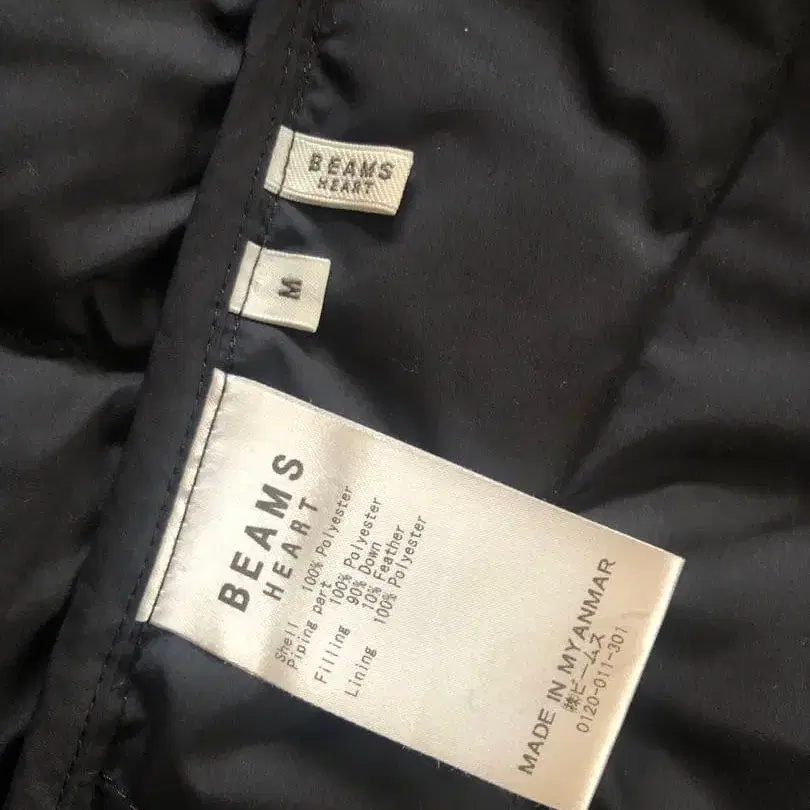 BEAMS
HEART
M
BEAMS
HEART
Shell 100% Polyester
Piping part
100% Polyester
Filling 90% Down
10% Feather
Lining 100% Polyester
MADE IN MYANMAR
㈱ビームス
0120-011-301